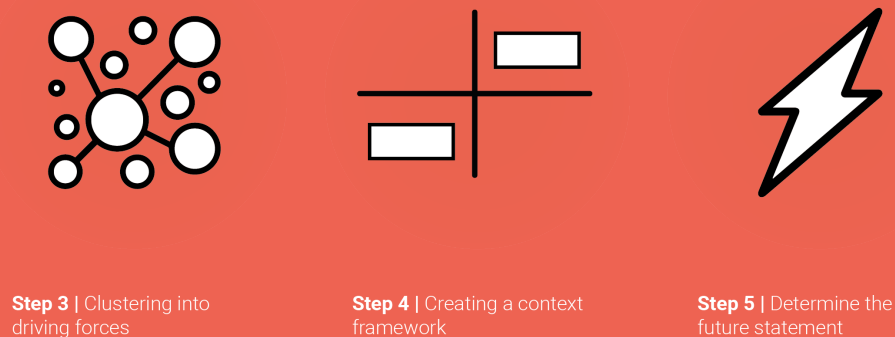 Step 3 | Clustering into
driving forces
Step 4 | Creating a context
framework
Step 5 | Determine the
future statement